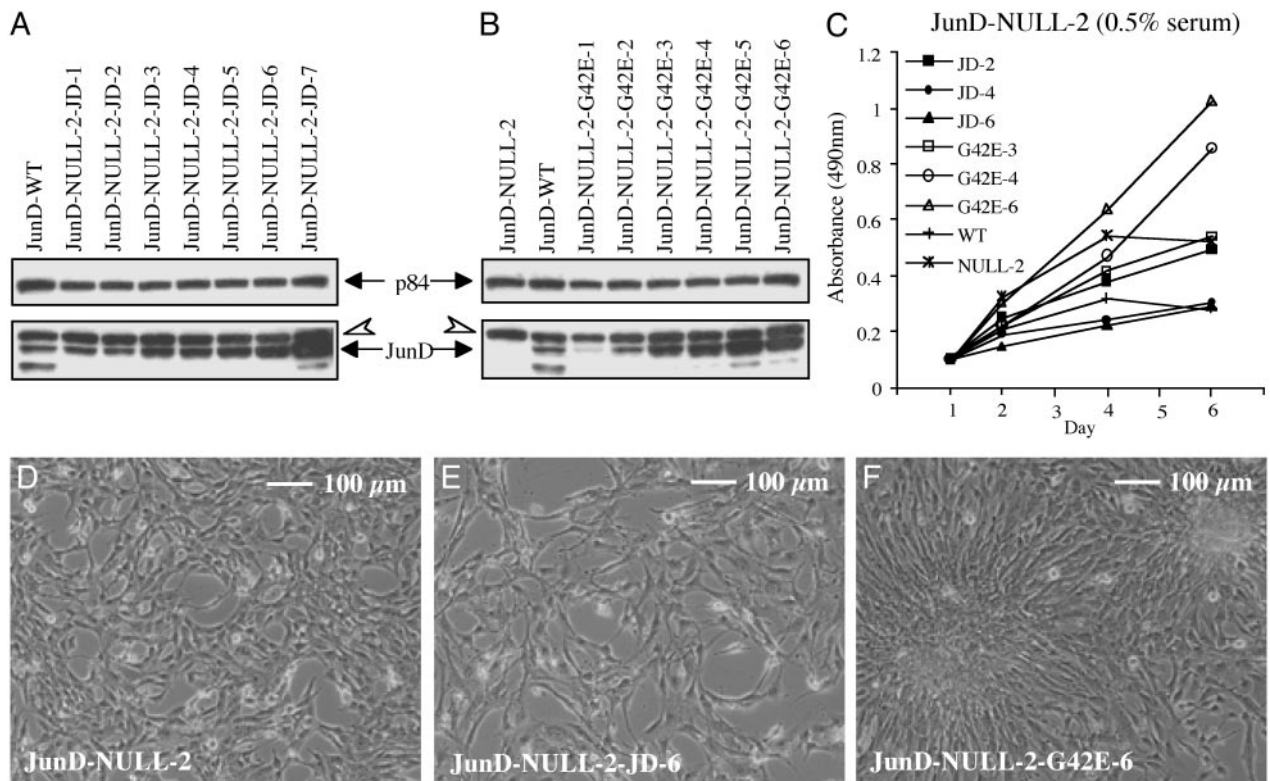 A
JunD-WT
JunD-NULL-2-JD-1
JunD-NULL-2-JD-2
JunD-NULL-2-JD-3
JunD-NULL-2-JD-4
JunD-NULL-2-JD-5
JunD-NULL-2-JD-6
JunD-NULL-2-JD-7
p84
JunD
B
JunD-NULL-2
JunD-WT
JunD-NULL-2-G42E-1
JunD-NULL-2-G42E-2
JunD-NULL-2-G42E-3
JunD-NULL-2-G42E-4
JunD-NULL-2-G42E-5
JunD-NULL-2-G42E-6
C
JunD-NULL-2 (0.5% serum)
Absorbance (490nm)
1.2
1
0.8
0.6
0.4
0.2
0
JD-2
JD-4
JD-6
G42E-3
G42E-4
G42E-6
WT
NULL-2
1 2 3 4 5 6
Day
D
100 µm
JunD-NULL-2
E
100 µm
JunD-NULL-2-JD-6
F
100 µm
JunD-NULL-2-G42E-6